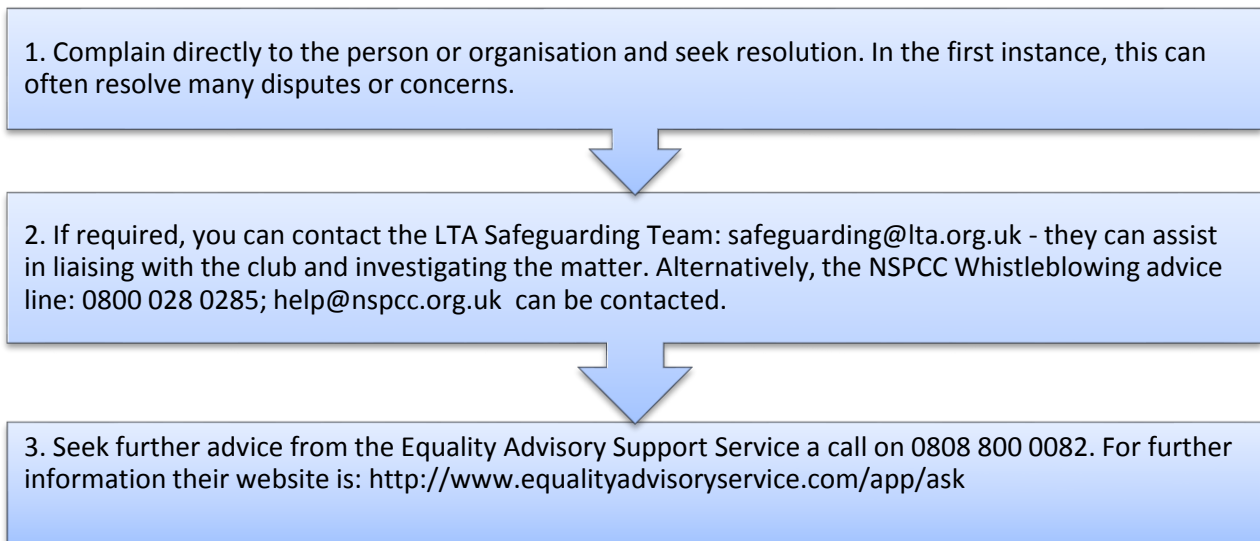 1. Complain directly to the person or organisation and seek resolution. In the first instance, this can
often resolve many disputes or concerns.
2. If required, you can contact the LTA Safeguarding Team: safeguarding@lta.org.uk - they can assist
in liaising with the club and investigating the matter. Alternatively, the NSPCC Whistleblowing advice
line: 0800 028 0285; help@nspcc.org.uk  can be contacted.
3. Seek further advice from the Equality Advisory Support Service a call on 0808 800 0082. For further
information their website is: http://www.equalityadvisoryservice.com/app/ask